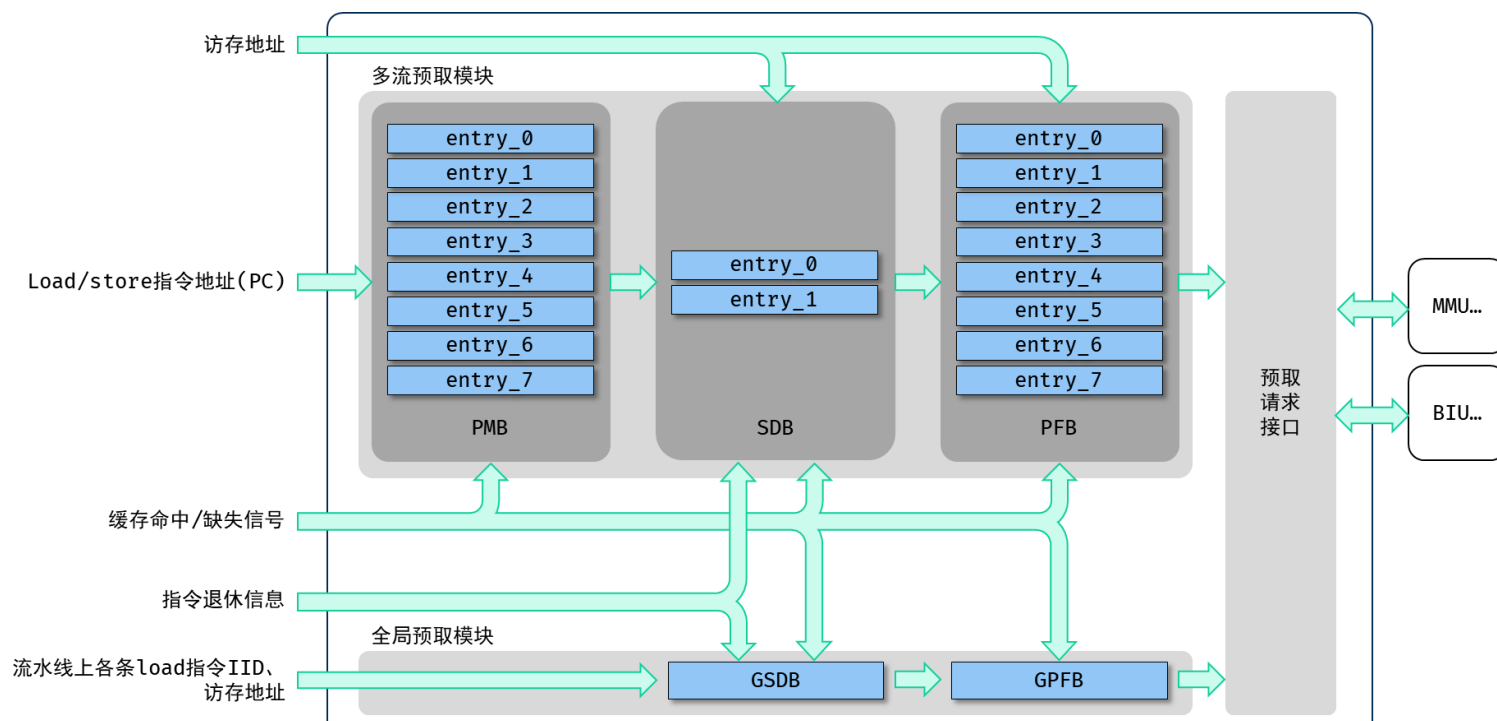 访存地址
多流预取模块
entry_0
entry_1
entry_2
entry_3
entry_4
entry_5
entry_6
entry_7
PMB
entry_0
entry_1
SDB
entry_0
entry_1
entry_2
entry_3
entry_4
entry_5
entry_6
entry_7
PFB
Load/store指令地址(PC)
预取
请求
接口
MMU…
BIU…
缓存命中/缺失信号
指令退休信息
全局预取模块
流水线上各条load指令IID、
访存地址
GSDB
GPFB